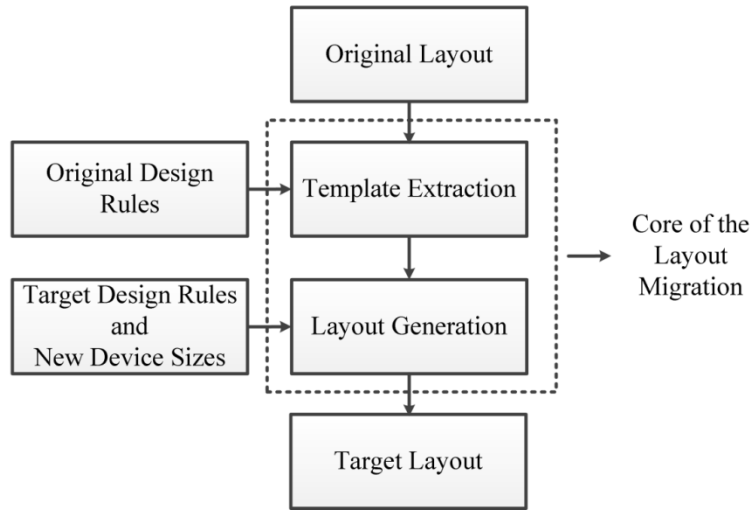 Original Layout
Original Design
Rules
Template Extraction
Core of the
Layout
Migration
Target Design Rules
and
New Device Sizes
Layout Generation
Target Layout